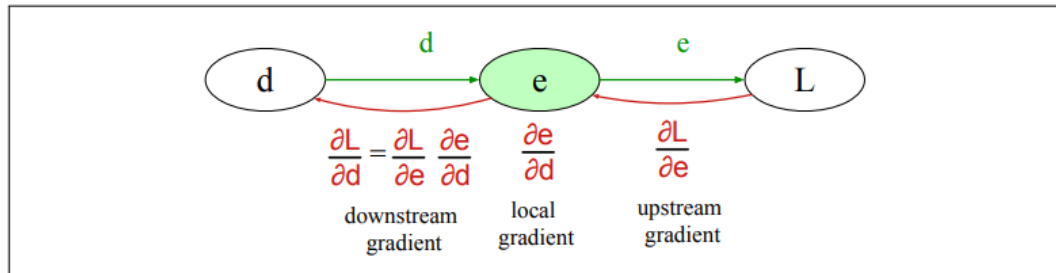 d e
d e L
∂L/∂d = ∂L/∂e ∂e/∂d ∂e/∂d ∂L/∂e
downstream local upstream
gradient gradient gradient